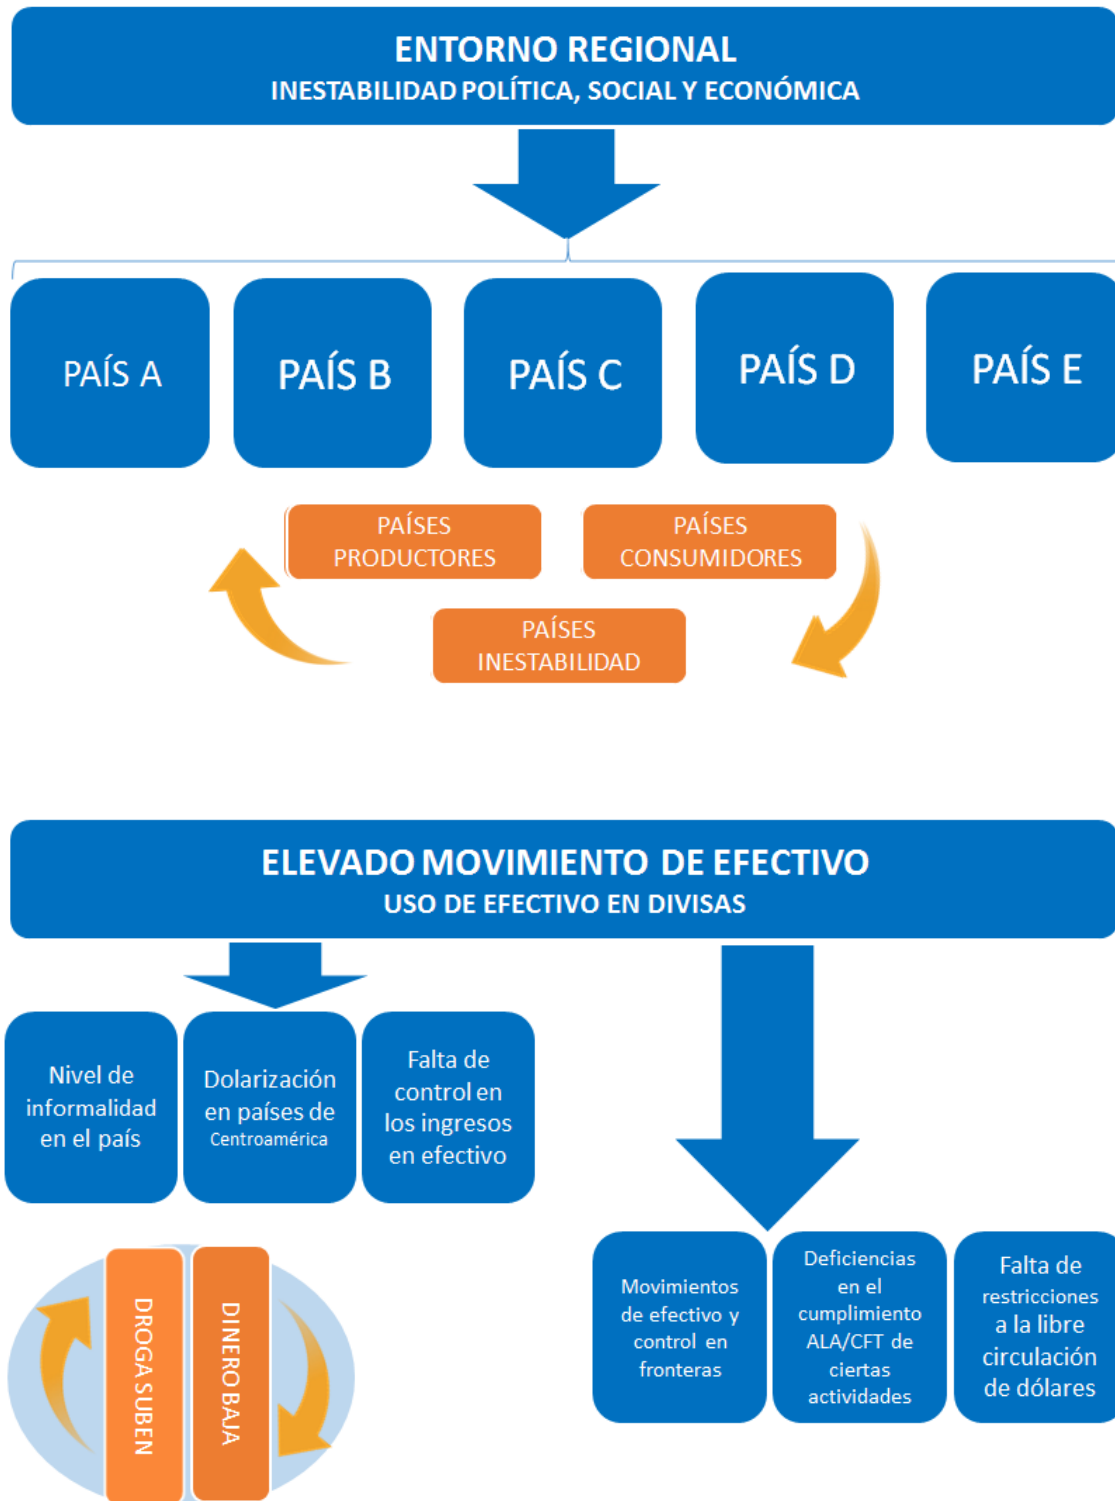 ENTORNO REGIONAL
INESTABILIDAD POLÍTICA, SOCIAL Y ECONÓMICA
PAÍS A
PAÍS B
PAÍS C
PAÍS D
PAÍS E
PAÍSES
PRODUCTORES
PAÍSES
CONSUMIDORES
PAÍSES
INESTABILIDAD
ELEVADO MOVIMIENTO DE EFECTIVO
USO DE EFECTIVO EN DIVISAS
Nivel de
informalidad
en el país
Dolarización
en países de
Centroamérica
Falta de
control en
los ingresos
en efectivo
DROGA SUBEN
DINERO BAJA
Movimientos
de efectivo y
control en
fronteras
Deficiencias
en el
cumplimiento
ALA/CFT de
ciertas
actividades
Falta de
restricciones
a la libre
circulación
de dólares